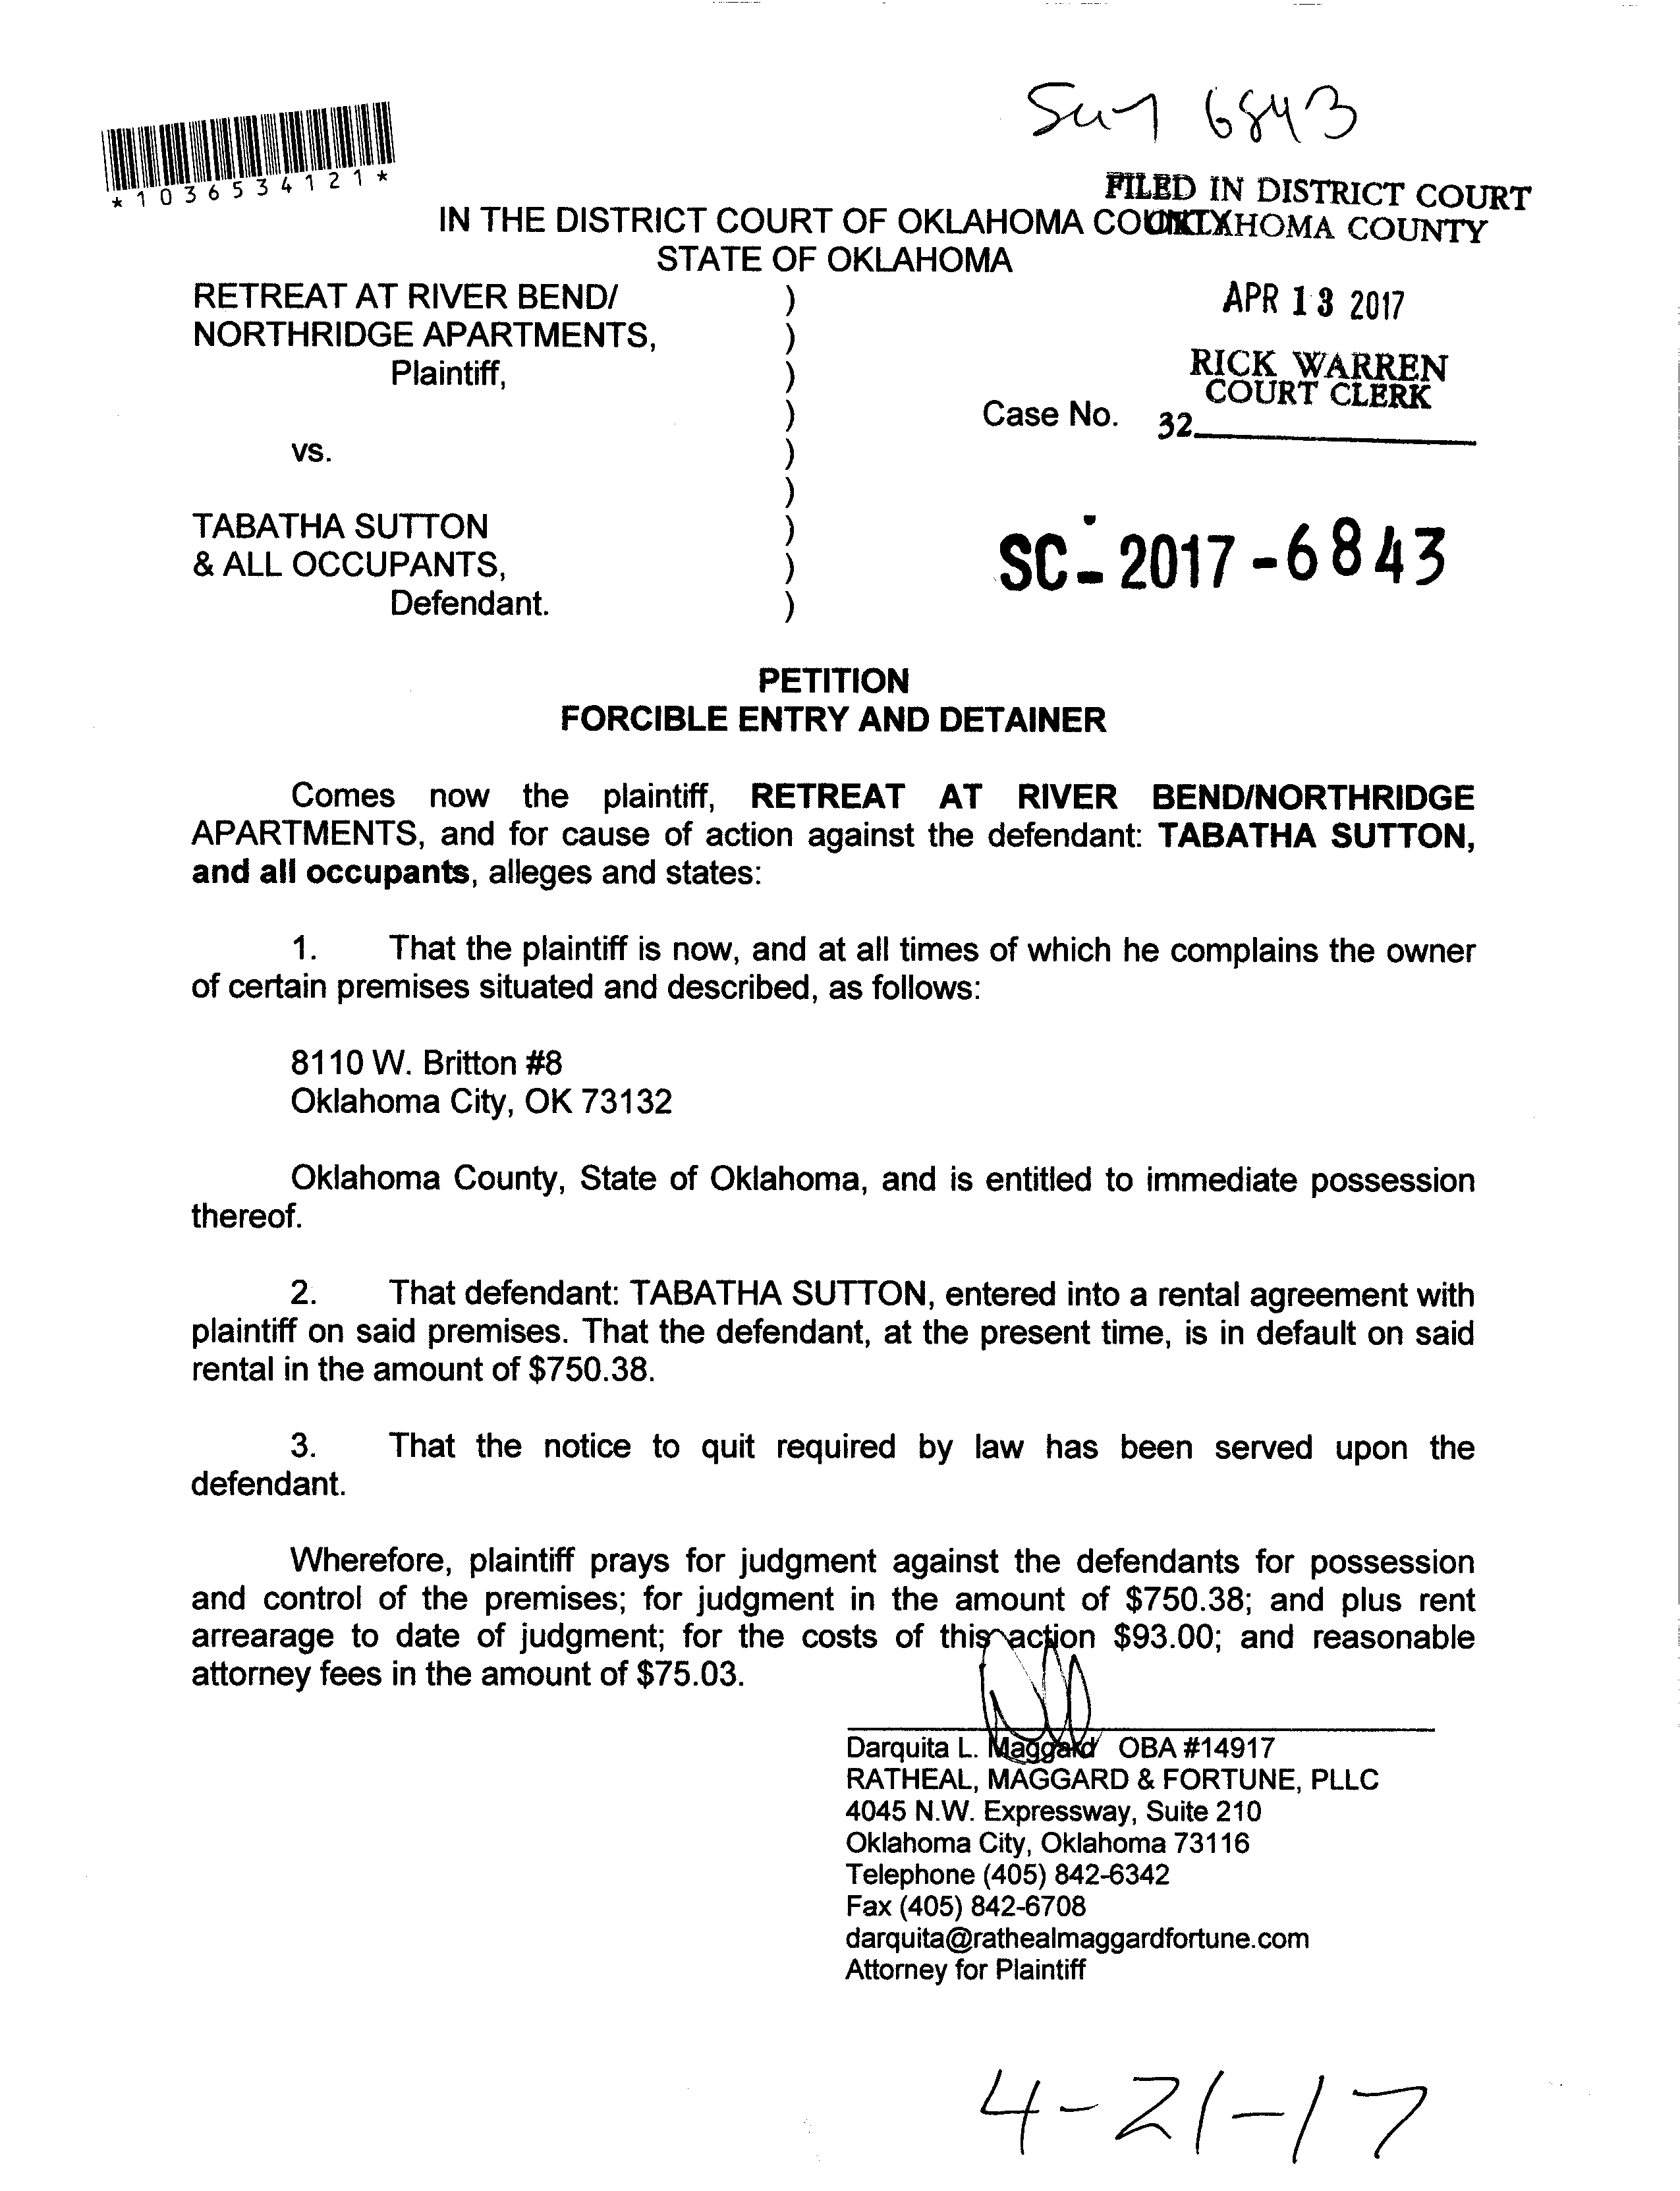 *1036534121*
6843
FILED IN DISTRICT COURT
OKLAHOMA COUNTY
IN THE DISTRICT COURT OF OKLAHOMA COUNTY
STATE OF OKLAHOMA
RETREAT AT RIVER BEND/ )
NORTHRIDGE APARTMENTS, )
Plaintiff, )
)
vs. )
)
TABATHA SUTTON )
& ALL OCCUPANTS, )
Defendant. )
APR 13 2017
RICK WARREN
COURT CLERK
Case No. 32
SC-2017-6843
PETITION
FORCIBLE ENTRY AND DETAINER
Comes now the plaintiff, RETREAT AT RIVER BEND/NORTHRIDGE
APARTMENTS, and for cause of action against the defendant: TABATHA SUTTON,
and all occupants, alleges and states:
1. That the plaintiff is now, and at all times of which he complains the owner
of certain premises situated and described, as follows:
8110 W. Britton #8
Oklahoma City, OK 73132
Oklahoma County, State of Oklahoma, and is entitled to immediate possession
thereof.
2. That defendant: TABATHA SUTTON, entered into a rental agreement with
plaintiff on said premises. That the defendant, at the present time, is in default on said
rental in the amount of $750.38.
3. That the notice to quit required by law has been served upon the
defendant.
Wherefore, plaintiff prays for judgment against the defendants for possession
and control of the premises; for judgment in the amount of $750.38; and plus rent
arrearage to date of judgment; for the costs of this action $93.00; and reasonable
attorney fees in the amount of $75.03.
Darquita L. Maggard OBA #14917
RATHEAL, MAGGARD & FORTUNE, PLLC
4045 N.W. Expressway, Suite 210
Oklahoma City, Oklahoma 73116
Telephone (405) 842-6342
Fax (405) 842-6708
darquita@rathealmaggardfortune.com
Attorney for Plaintiff
4-21-17